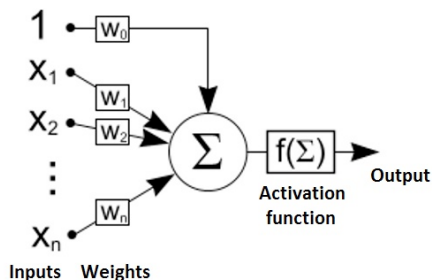 1 w₀
x₁ w₁
x₂ w₂
⋮
xₙ wₙ
Σ f(Σ) Output
Activation
function
Inputs Weights